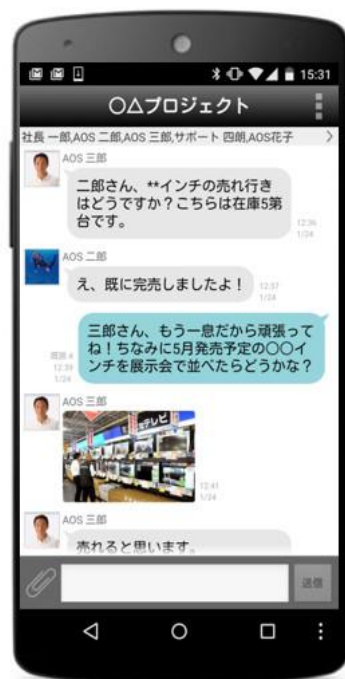 15:31
〇△プロジェクト
社長 一郎,AOS 二郎,AOS 三郎,サポート 四朗,AOS花子
AOS 三郎
二郎さん、**インチの売れ行き
はどうですか？こちらは在庫5第
台です。
12:36
1/24
AOS 二郎
え、既に完売しましたよ！
12:37
1/24
三郎さん、もう一息だから頑張って
ね！ちなみに5月発売予定の〇〇イ
ンチを展示会で並べたらどうかな？
既読 4
12:39
1/24
AOS 三郎
テレビ
12:41
1/24
AOS 三郎
売れると思います。
送信